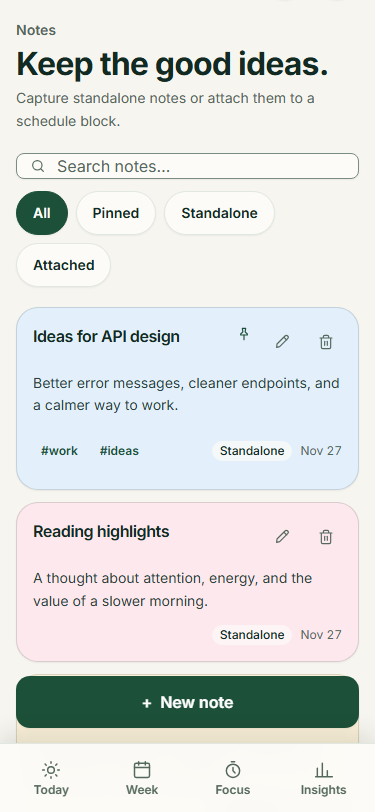 Notes
Keep the good ideas.
Capture standalone notes or attach them to a
schedule block.
Search notes...
All
Pinned
Standalone
Attached
Ideas for API design
Better error messages, cleaner endpoints, and
a calmer way to work.
#work #ideas Standalone Nov 27
Reading highlights
A thought about attention, energy, and the
value of a slower morning.
Standalone Nov 27
+ New note
Today Week Focus Insights